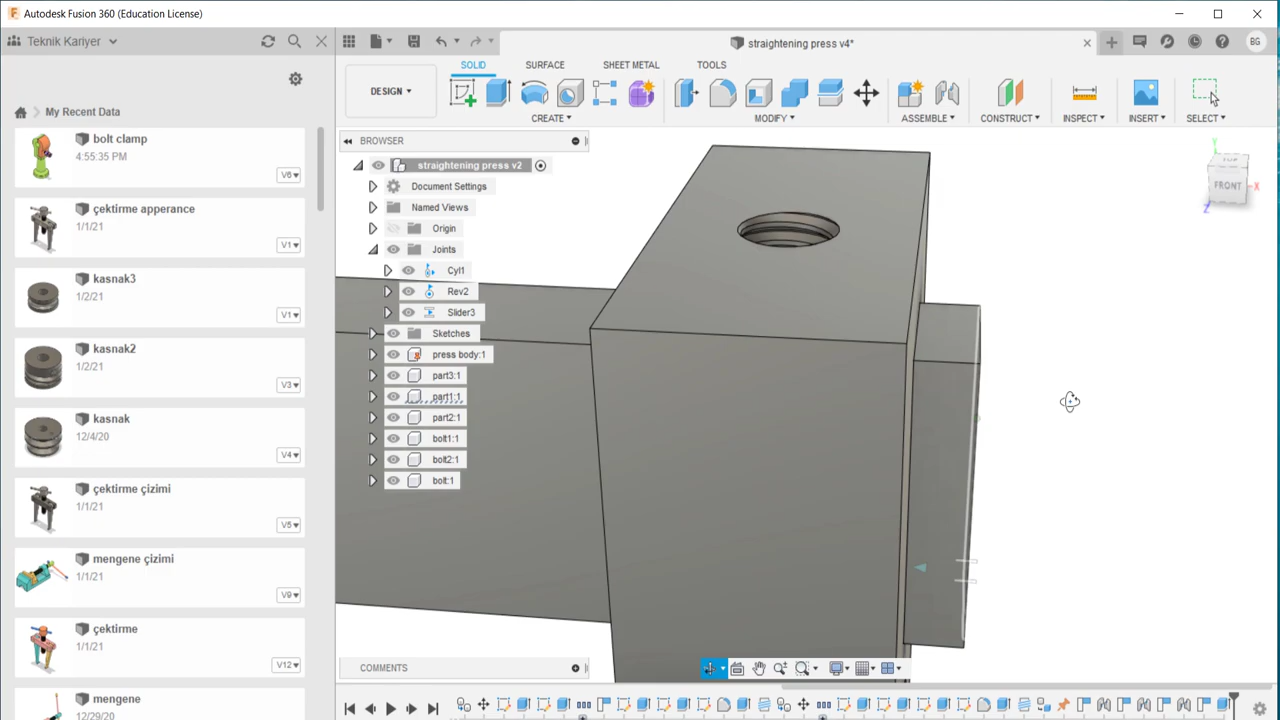 Autodesk Fusion 360 (Education License)
Teknik Kariyer
straightening press v4*
BG
My Recent Data
bolt clamp
4:55:35 PM
V6
çektirme apperance
1/1/21
V1
kasnak3
1/2/21
V1
kasnak2
1/2/21
V3
kasnak
12/4/20
V4
çektirme çizimi
1/1/21
V5
mengene çizimi
1/1/21
V9
çektirme
1/1/21
V12
mengene
12/29/20
SOLID
SURFACE
SHEET METAL
TOOLS
DESIGN
CREATE
MODIFY
ASSEMBLE
CONSTRUCT
INSPECT
INSERT
SELECT
BROWSER
straightening press v2
Document Settings
Named Views
Origin
Joints
Cyl1
Rev2
Slider3
Sketches
press body:1
part3:1
part1:1
part2:1
bolt1:1
bolt2:1
bolt:1
TOP
FRONT
X
Y
Z
COMMENTS